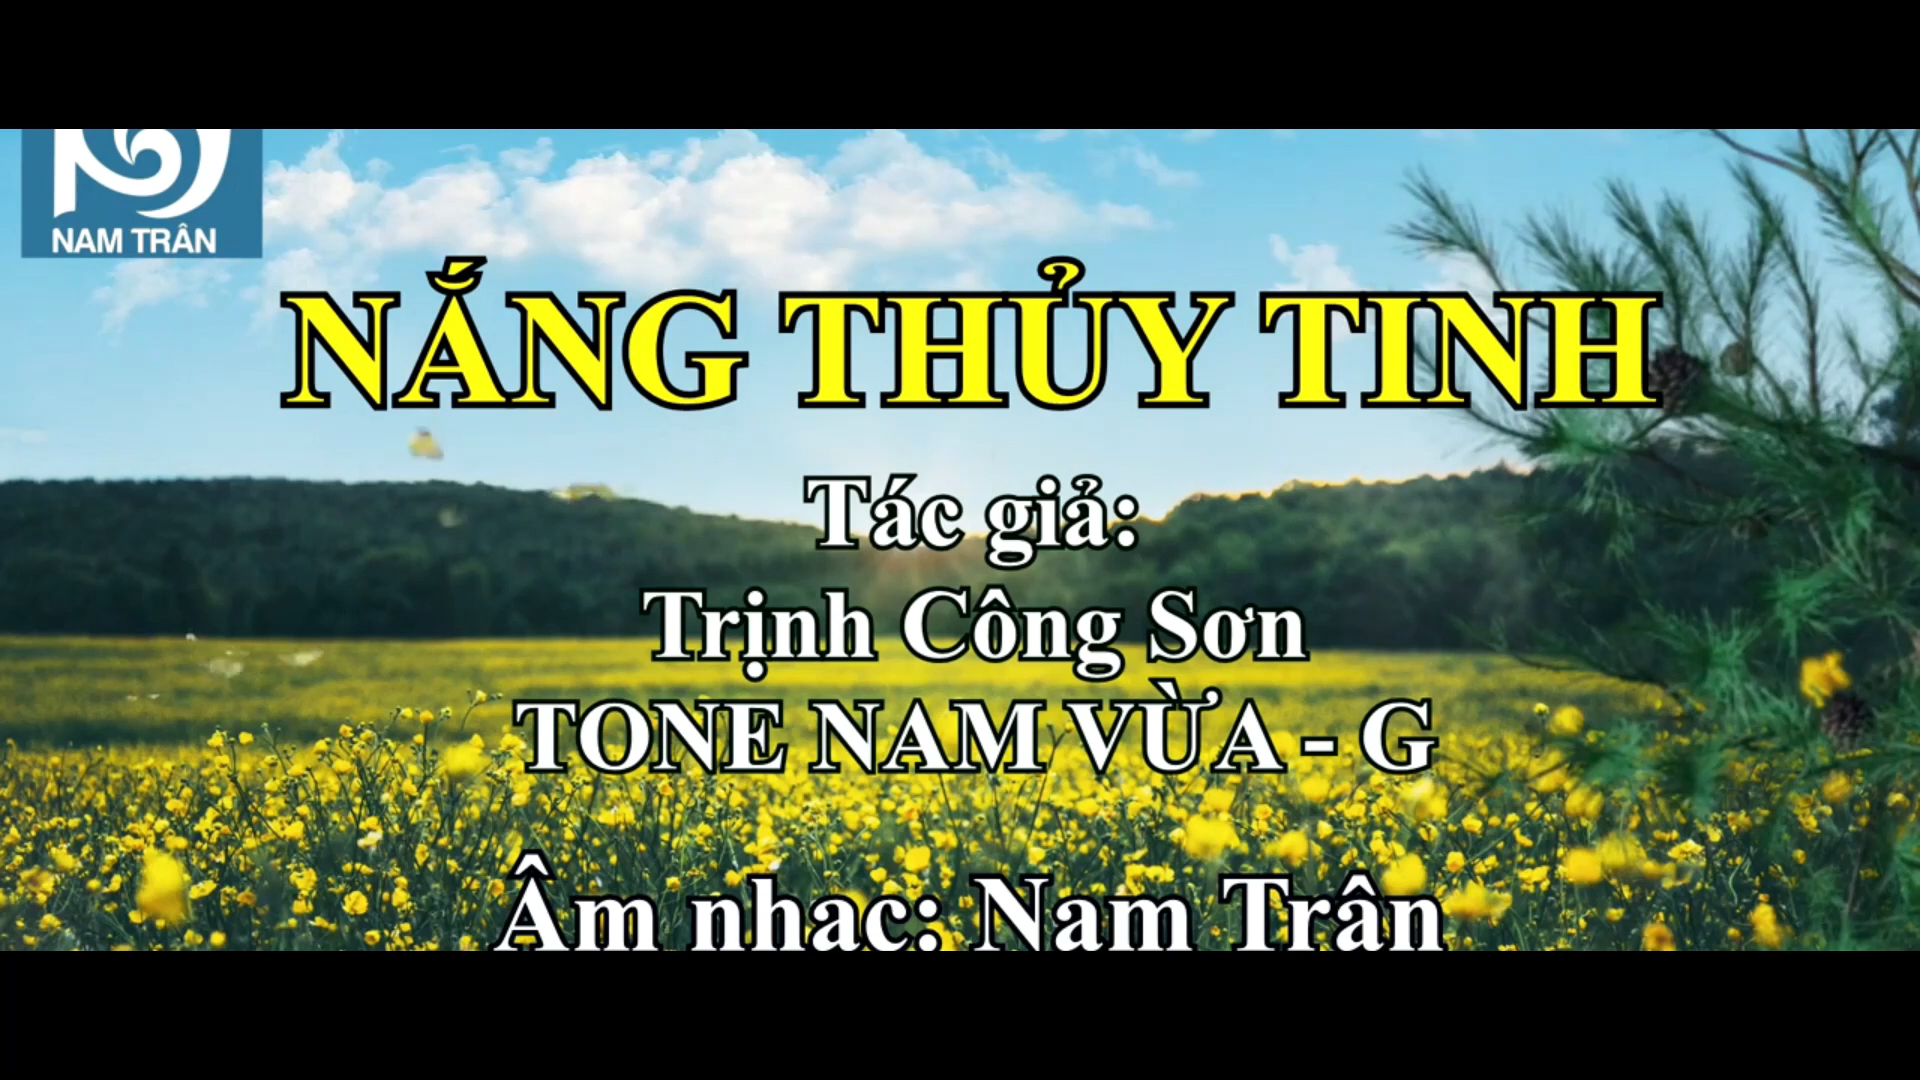 NAM TRÂN
NẮNG THỦY TINH
Tác giả:
Trịnh Công Sơn
TONE NAM VỪA - G
Âm nhạc: Nam Trân